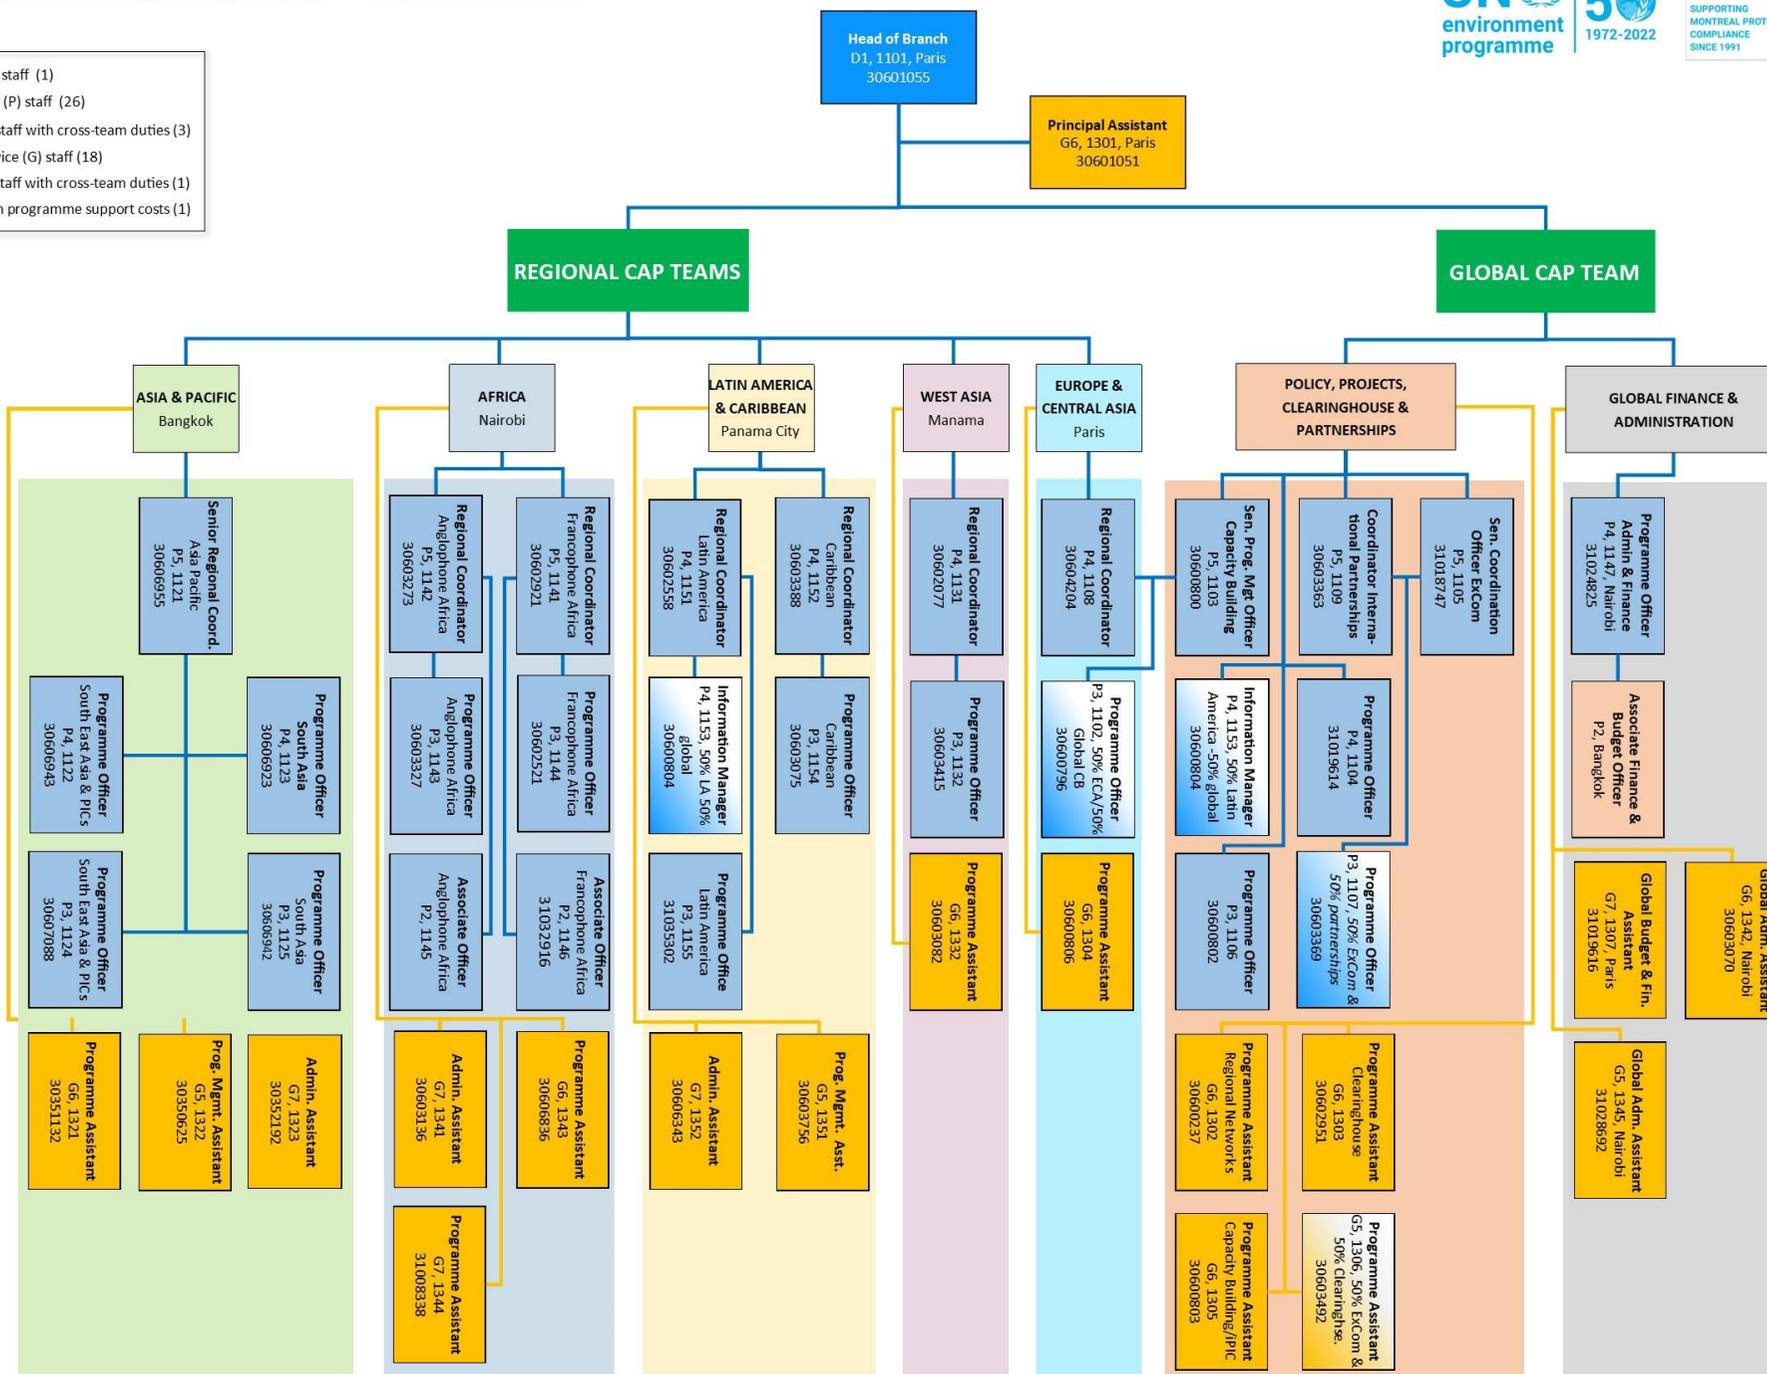 environment
programme
1972-2022
SUPPORTING
COMPLIANCE
SINCE 1991
Head of Branch
D1, 1101, Paris
30601055
staff (1)
(P) staff (26)
staff with cross-team duties (3)
(G) staff (18)
staff with cross-team duties (1)
programme support costs (1)
Principal Assistant
G6, 1301, Paris
30601051
REGIONAL CAP TEAMS
GLOBAL CAP TEAM
ASIA & PACIFIC
Bangkok
AFRICA
Nairobi
LATIN AMERICA
& CARIBBEAN
Panama City
WEST ASIA
Manama
EUROPE &
CENTRAL ASIA
Paris
POLICY, PROJECTS,
CLEARINGHOUSE &
PARTNERSHIPS
GLOBAL FINANCE &
ADMINISTRATION
Senior Regional Coord.
Asia Pacific
P5, 1121
30606955
Programme Officer
South East Asia & PICs
P4, 1122
30606943
Programme Officer
South Asia
P4, 1123
30606923
Programme Officer
South East Asia & PICs
P3, 1124
30607088
Programme Officer
South Asia
P3, 1125
30606942
Programme Assistant
G6, 1321
30351132
Prog. Mgmt. Assistant
G5, 1322
30350625
Admin. Assistant
G7, 1323
30352192
Regional Coordinator
Anglophone Africa
P5, 1142
30603273
Regional Coordinator
Francophone Africa
P5, 1141
30602921
Programme Officer
Anglophone Africa
P3, 1143
30603327
Programme Officer
Francophone Africa
P3, 1144
30602521
Associate Officer
Anglophone Africa
P2, 1145
Associate Officer
Francophone Africa
P2, 1146
31032916
Admin. Assistant
G7, 1341
30603136
Programme Assistant
G6, 1343
30606836
Programme Assistant
G7, 1344
31008338
Regional Coordinator
Latin America
P4, 1151
30602558
Regional Coordinator
Caribbean
P4, 1152
30603388
Information Manager
P4, 1153, 50% LA 50%
global
30600804
Programme Officer
Caribbean
P3, 1154
30603075
Programme Office
Latin America
P3, 1155
31035302
Admin. Assistant
G7, 1352
30606343
Prog. Mgmt. Asst.
G5, 1351
30603756
Regional Coordinator
P4, 1131
30602077
Programme Officer
P3, 1132
30603415
Programme Assistant
G6, 1332
30603082
Regional Coordinator
P4, 1108
30604204
Programme Officer
P3, 1102, 50% ECA/50%
Global CB
30600796
Programme Assistant
G6, 1304
30600806
Sen. Prog. Mgt Officer
Capacity Building
P5, 1103
30600800
Coordinator Interna-
tional Partnerships
P5, 1109
30603363
Sen. Coordination
Officer ExCom
P5, 1105
31018747
Information Manager
P4, 1153, 50% Latin
America -50% global
30600804
Programme Officer
P4, 1104
31019614
Programme Officer
P3, 1106
30600802
Programme Officer
P3, 1107, 50% ExCom &
50% partnerships
30603369
Programme Assistant
Regional Networks
G6, 1302
30600237
Programme Assistant
Clearinghouse
G6, 1303
30602951
Programme Assistant
Capacity Building/iPIC
G6, 1305
30600803
Programme Assistant
G5, 1306, 50% ExCom &
50% Clearinghse.
30603492
Programme Officer
Admin & Finance
P4, 1147, Nairobi
31024825
Associate Finance &
Budget Officer
P2, Bangkok
Global Budget & Fin.
Assistant
G7, 1307, Paris
31019616
Global Adm. Assistant
G6, 1342, Nairobi
30603070
Global Adm. Assistant
G5, 1345, Nairobi
31028692